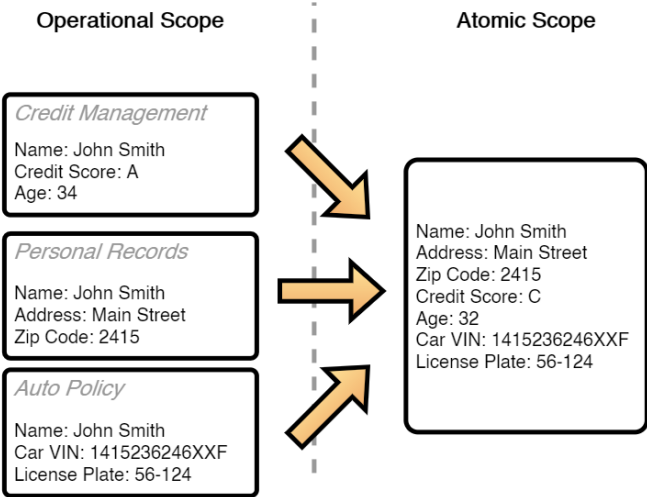 Operational Scope
Atomic Scope
Credit Management
Name: John Smith
Credit Score: A
Age: 34
Personal Records
Name: John Smith
Address: Main Street
Zip Code: 2415
Auto Policy
Name: John Smith
Car VIN: 1415236246XXF
License Plate: 56-124
Name: John Smith
Address: Main Street
Zip Code: 2415
Credit Score: C
Age: 32
Car VIN: 1415236246XXF
License Plate: 56-124